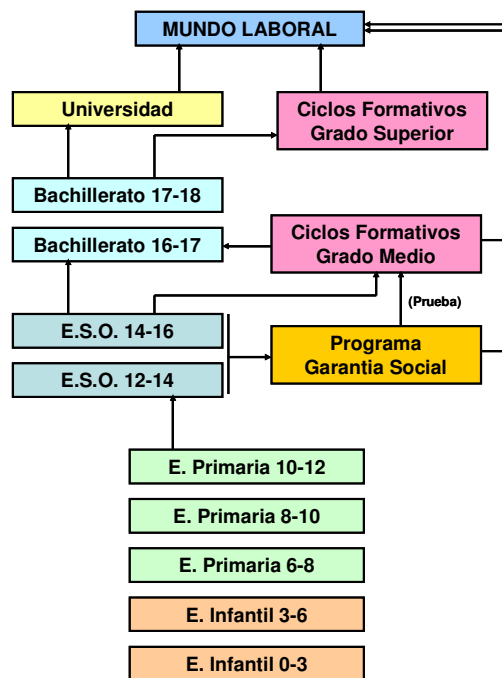 MUNDO LABORAL
Universidad
Ciclos Formativos
Grado Superior
Bachillerato 17-18
Bachillerato 16-17
Ciclos Formativos
Grado Medio
(Prueba)
E.S.O. 14-16
E.S.O. 12-14
Programa
Garantia Social
E. Primaria 10-12
E. Primaria 8-10
E. Primaria 6-8
E. Infantil 3-6
E. Infantil 0-3